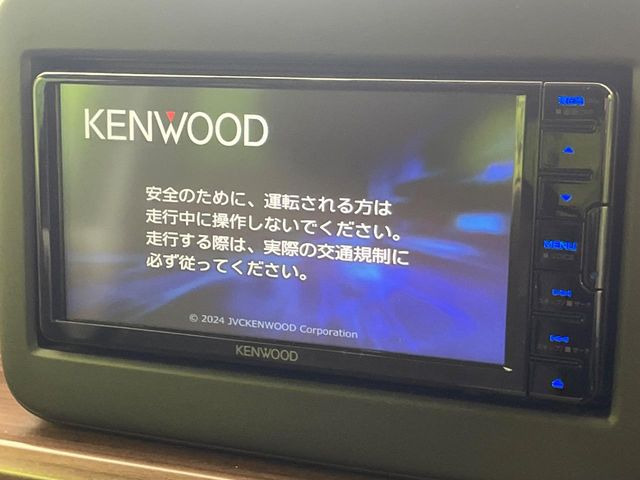 KENWOOD
安全のために、運転される方は
走行中に操作しないでください。
走行する際は、実際の交通規制に
必ず従ってください。
© 2024 JVCKENWOOD Corporation
KENWOOD
MENU